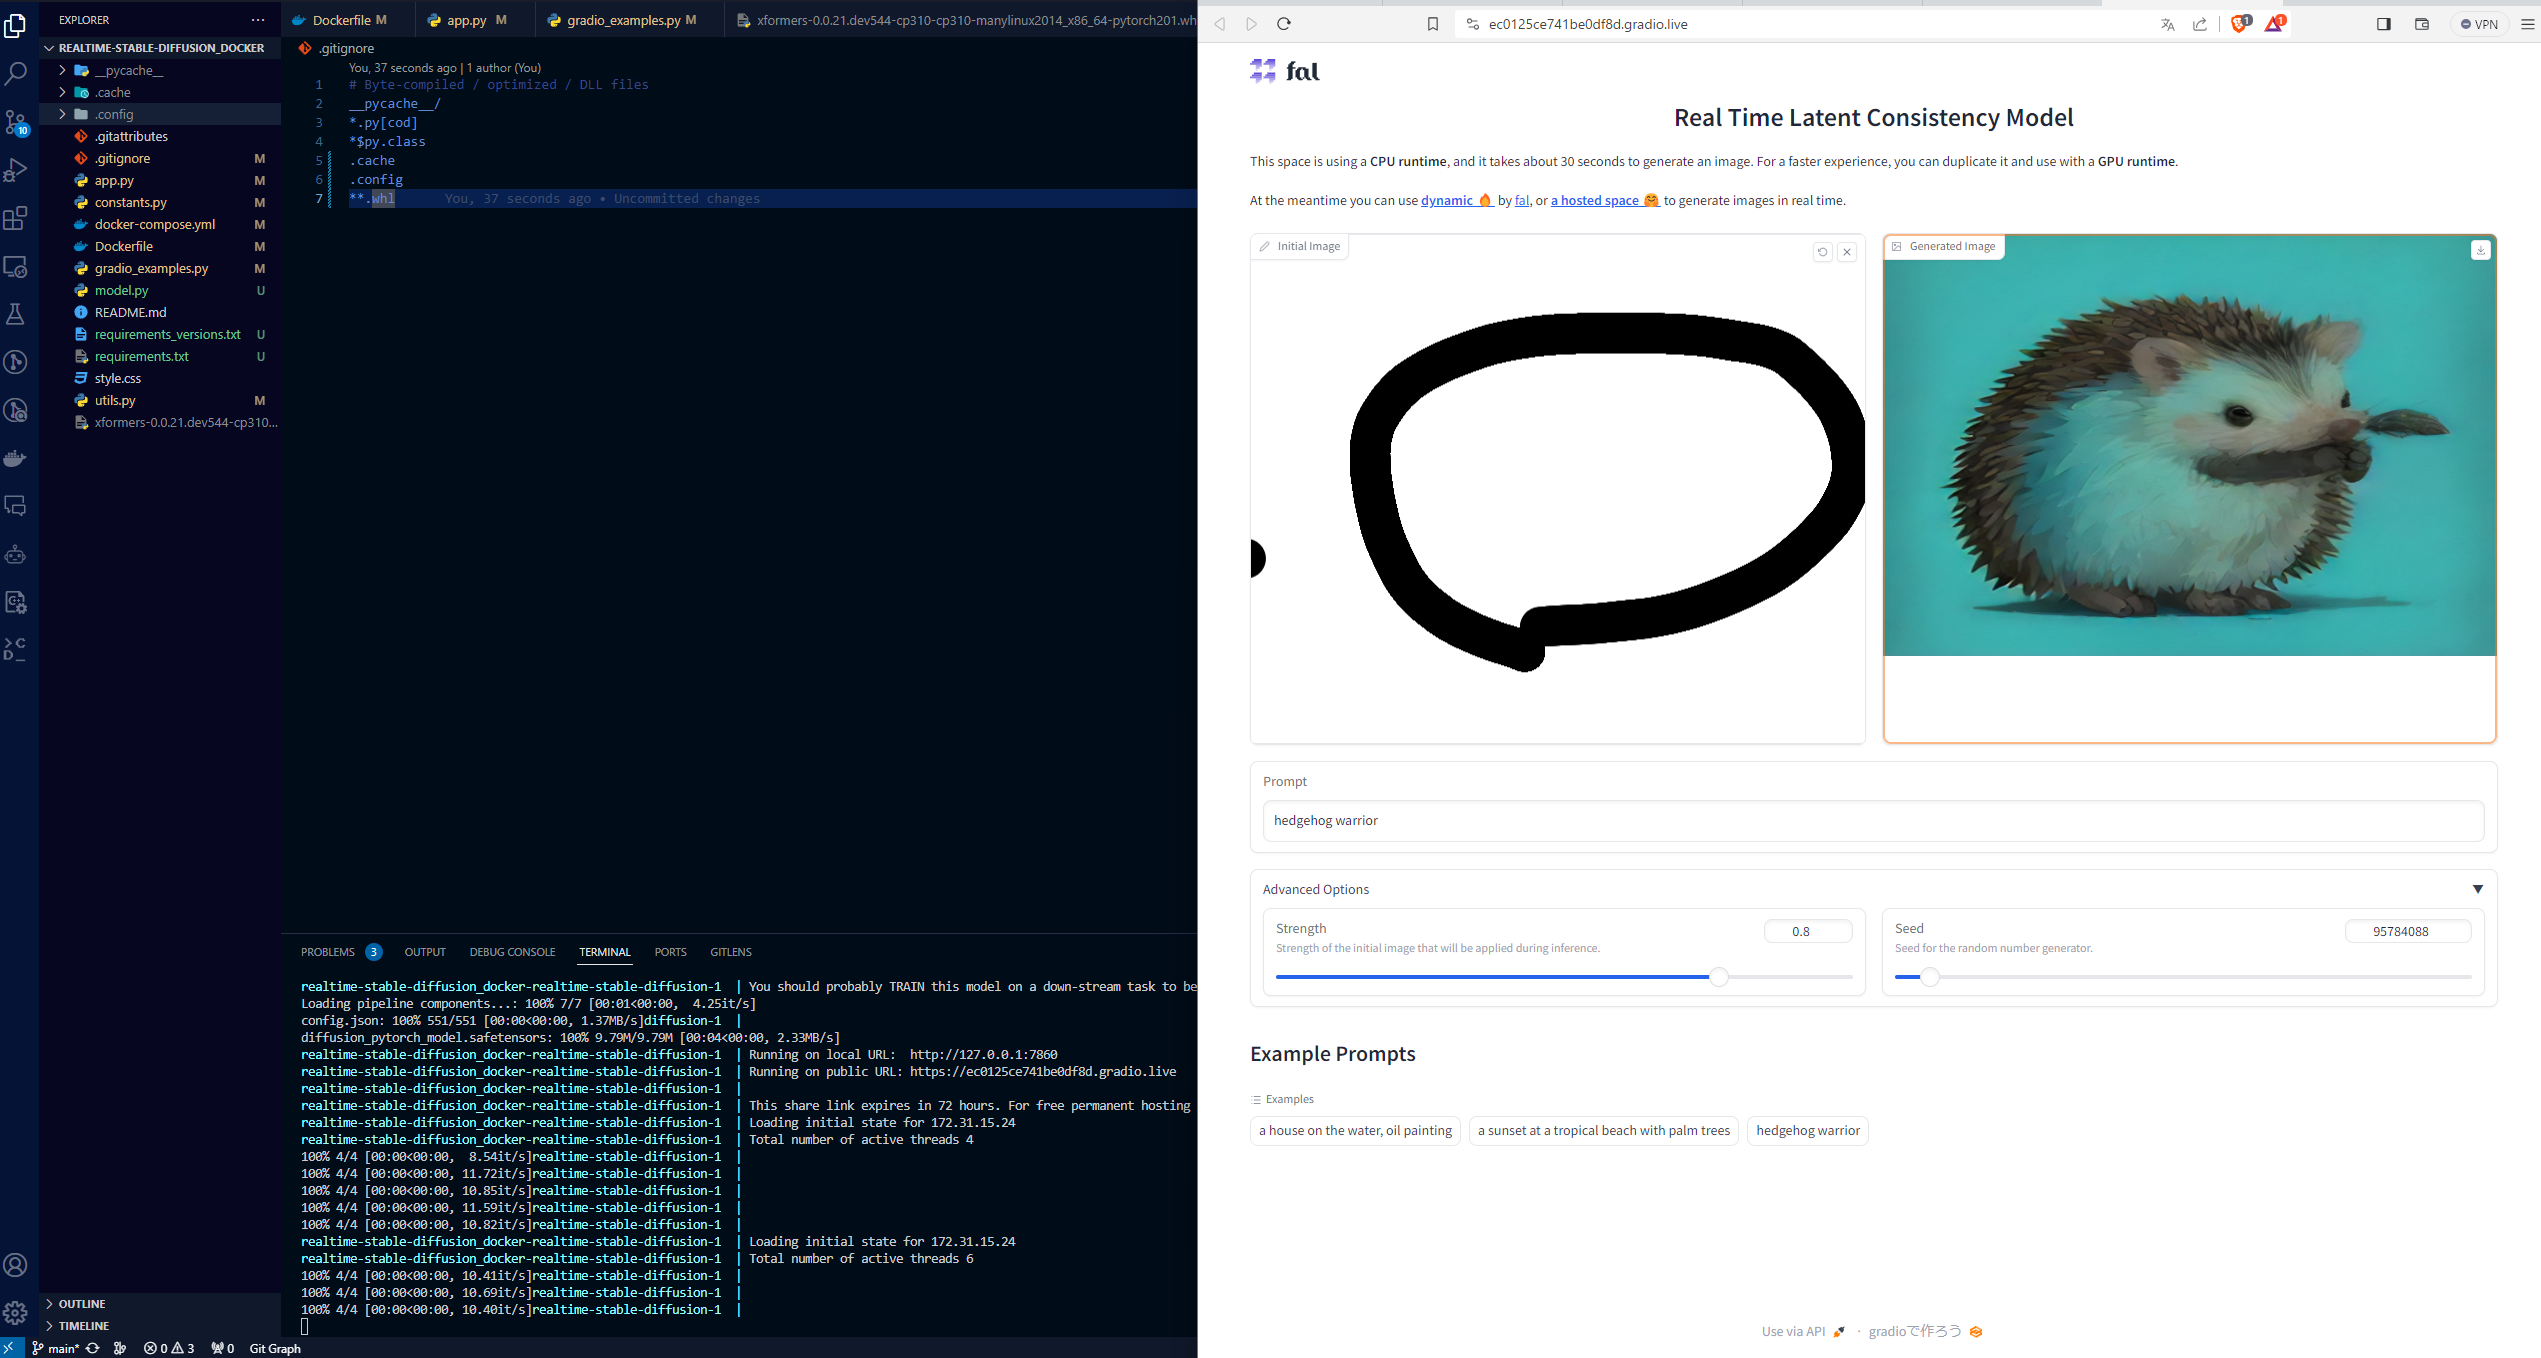 EXPLORER
REALTIME-STABLE-DIFFUSION_DOCKER
__pycache__
.cache
.config
.gitattributes
.gitignore M
app.py M
constants.py M
docker-compose.yml M
Dockerfile M
gradio_examples.py M
model.py U
README.md
requirements_versions.txt U
requirements.txt U
style.css
utils.py M
xformers-0.0.21.dev544-cp310...
OUTLINE
TIMELINE
10
Dockerfile M
app.py M
gradio_examples.py M
xformers-0.0.21.dev544-cp310-cp310-manylinux2014_x86_64-pytorch201.wh
.gitignore
You, 37 seconds ago | 1 author (You)
1 # Byte-compiled / optimized / DLL files
2 __pycache__/
3 *.py[cod]
4 *$py.class
5 .cache
6 .config
7 **.whl You, 37 seconds ago • Uncommitted changes
PROBLEMS 3 OUTPUT DEBUG CONSOLE TERMINAL PORTS GITLENS
realtime-stable-diffusion_docker-realtime-stable-diffusion-1 | You should probably TRAIN this model on a down-stream task to be
Loading pipeline components...: 100% 7/7 [00:01<00:00, 4.25it/s]
config.json: 100% 551/551 [00:00<00:00, 1.37MB/s]diffusion-1 |
diffusion_pytorch_model.safetensors: 100% 9.79M/9.79M [00:04<00:00, 2.33MB/s]
realtime-stable-diffusion_docker-realtime-stable-diffusion-1 | Running on local URL: http://127.0.0.1:7860
realtime-stable-diffusion_docker-realtime-stable-diffusion-1 | Running on public URL: https://ec0125ce741be0df8d.gradio.live
realtime-stable-diffusion_docker-realtime-stable-diffusion-1 |
realtime-stable-diffusion_docker-realtime-stable-diffusion-1 | This share link expires in 72 hours. For free permanent hosting
realtime-stable-diffusion_docker-realtime-stable-diffusion-1 | Loading initial state for 172.31.15.24
realtime-stable-diffusion_docker-realtime-stable-diffusion-1 | Total number of active threads 4
100% 4/4 [00:00<00:00, 8.54it/s]realtime-stable-diffusion-1 |
100% 4/4 [00:00<00:00, 11.72it/s]realtime-stable-diffusion-1 |
100% 4/4 [00:00<00:00, 10.85it/s]realtime-stable-diffusion-1 |
100% 4/4 [00:00<00:00, 11.59it/s]realtime-stable-diffusion-1 |
100% 4/4 [00:00<00:00, 10.82it/s]realtime-stable-diffusion-1 |
realtime-stable-diffusion_docker-realtime-stable-diffusion-1 | Loading initial state for 172.31.15.24
realtime-stable-diffusion_docker-realtime-stable-diffusion-1 | Total number of active threads 6
100% 4/4 [00:00<00:00, 10.41it/s]realtime-stable-diffusion-1 |
100% 4/4 [00:00<00:00, 10.69it/s]realtime-stable-diffusion-1 |
100% 4/4 [00:00<00:00, 10.40it/s]realtime-stable-diffusion-1 |
main* 0 3 0 Git Graph
ec0125ce741be0df8d.gradio.live
1 1 VPN
fal
Real Time Latent Consistency Model
This space is using a CPU runtime, and it takes about 30 seconds to generate an image. For a faster experience, you can duplicate it and use with a GPU runtime.
At the meantime you can use dynamic 🔥 by fal, or a hosted space 🤗 to generate images in real time.
Initial Image
Generated Image
Prompt
hedgehog warrior
Advanced Options ▼
Strength 0.8
Strength of the initial image that will be applied during inference.
Seed 95784088
Seed for the random number generator.
Example Prompts
Examples
a house on the water, oil painting
a sunset at a tropical beach with palm trees
hedgehog warrior
Use via API 🚀 · gradioで作ろう